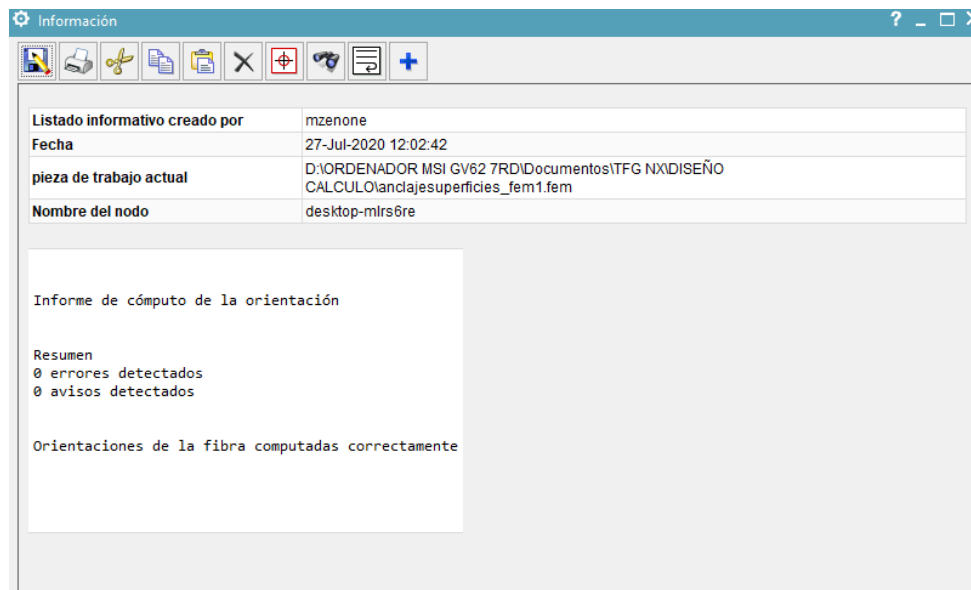 Información
Listado informativo creado por mzenone
Fecha 27-Jul-2020 12:02:42
pieza de trabajo actual D:\ORDENADOR MSI GV62 7RD\Documentos\TFG NX\DISEÑO
CALCULO\anclajesuperficies_fem1.fem
Nombre del nodo desktop-mlrs6re
Informe de cómputo de la orientación
Resumen
0 errores detectados
0 avisos detectados
Orientaciones de la fibra computadas correctamente